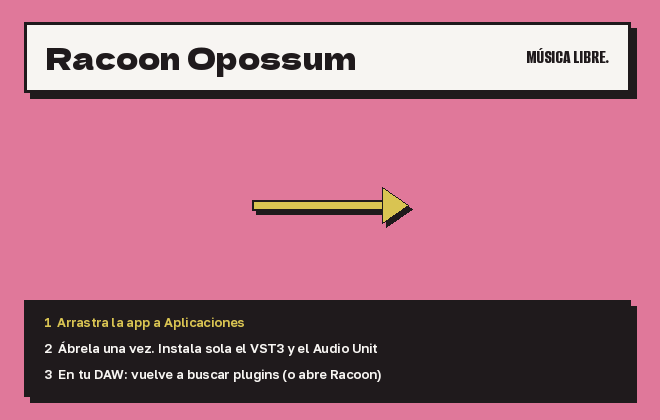 Racoon Opossum
MÚSICA LIBRE.
1 Arrastra la app a Aplicaciones
2 Ábrela una vez. Instala sola el VST3 y el Audio Unit
3 En tu DAW: vuelve a buscar plugins (o abre Racoon)